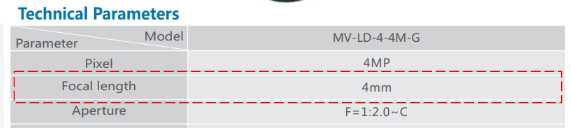 Technical Parameters
Model
Parameter
MV-LD-4-4M-G
Pixel 4MP
Focal length 4mm
Aperture F=1:2.0~C